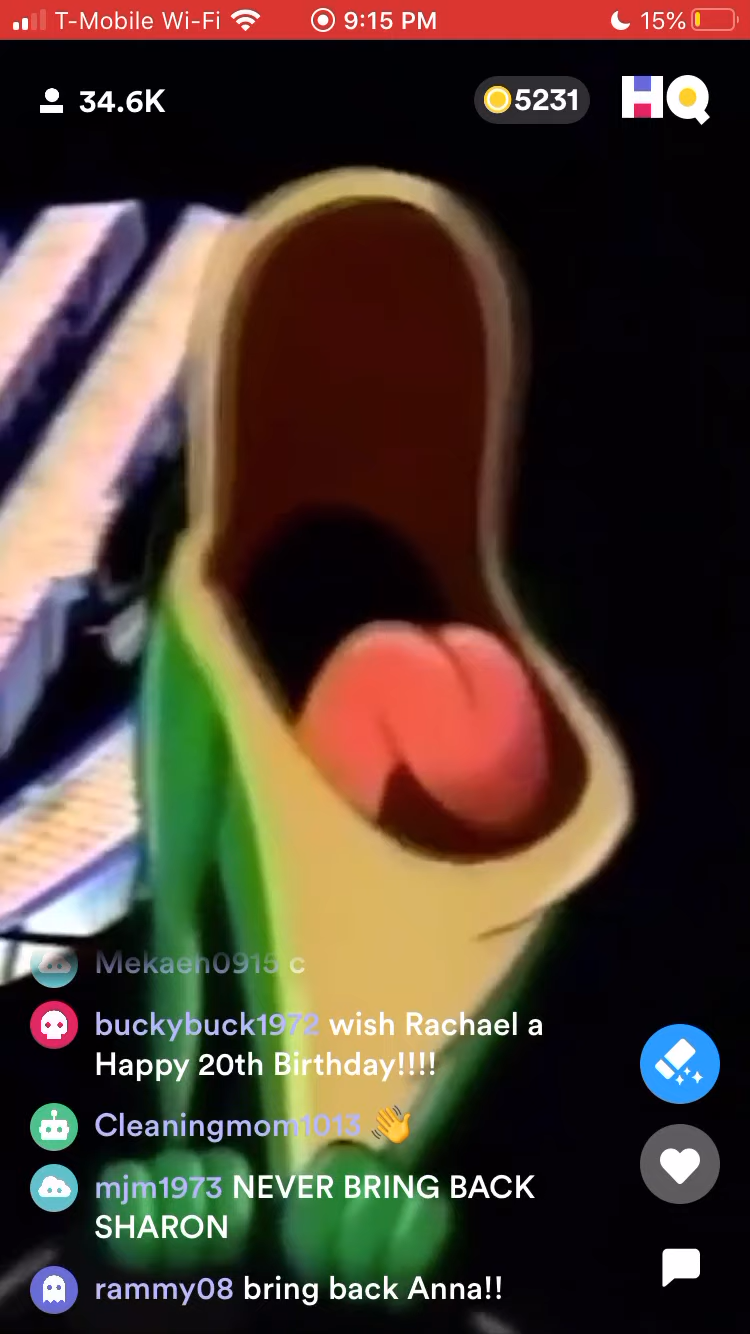 T-Mobile Wi-Fi 9:15 PM 15%
34.6K 5231 HQ
Mekaen0915 c
buckybuck1972 wish Rachael a
Happy 20th Birthday!!!!
Cleaningmom1013 👋
mjm1973 NEVER BRING BACK
SHARON
rammy08 bring back Anna!!